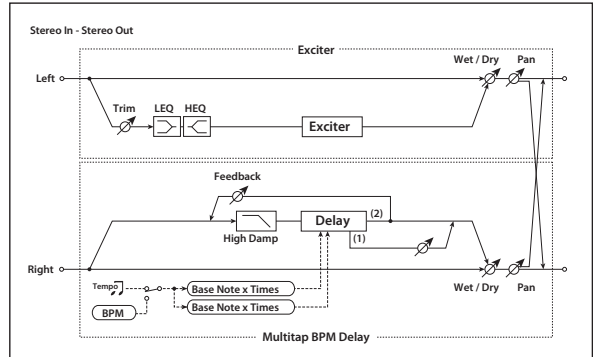 Stereo In - Stereo Out
Exciter
Wet / Dry
Pan
Left
Trim
LEQ
HEQ
Exciter
Feedback
Delay
(2)
(1)
High Damp
Right
Tempo
Base Note x Times
BPM
Base Note x Times
Wet / Dry
Pan
Multitap BPM Delay